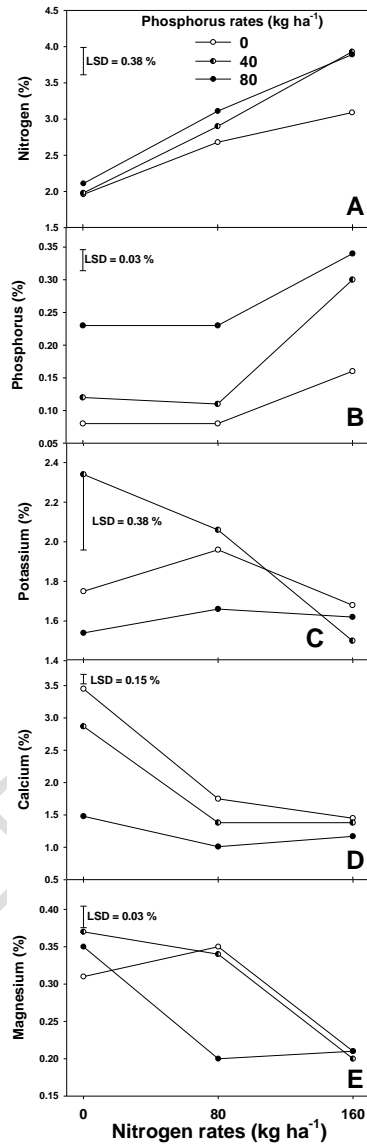 Phosphorus rates (kg ha⁻¹)
0
40
80
LSD = 0.38 %
Nitrogen (%)
4.5
4.0
3.5
3.0
2.5
2.0
1.5
A
LSD = 0.03 %
Phosphorus (%)
0.35
0.30
0.25
0.20
0.15
0.10
0.05
B
LSD = 0.38 %
Potassium (%)
2.4
2.2
2.0
1.8
1.6
1.4
C
LSD = 0.15 %
Calcium (%)
3.5
3.0
2.5
2.0
1.5
1.0
0.5
D
LSD = 0.03 %
Magnesium (%)
0.40
0.35
0.30
0.25
0.20
0.15
E
0 80 160
Nitrogen rates (kg ha⁻¹)